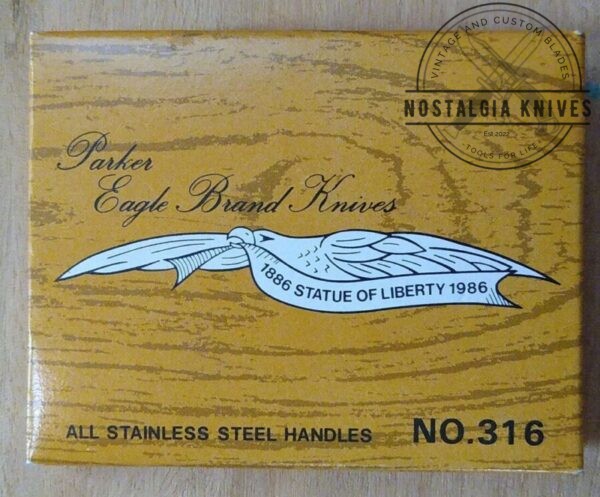 VINTAGE AND CUSTOM BLADES
NOSTALGIA KNIVES
Est.2023
TOOLS FOR LIFE
Parker
Eagle Brand Knives
1886 STATUE OF LIBERTY 1986
ALL STAINLESS STEEL HANDLES NO.316